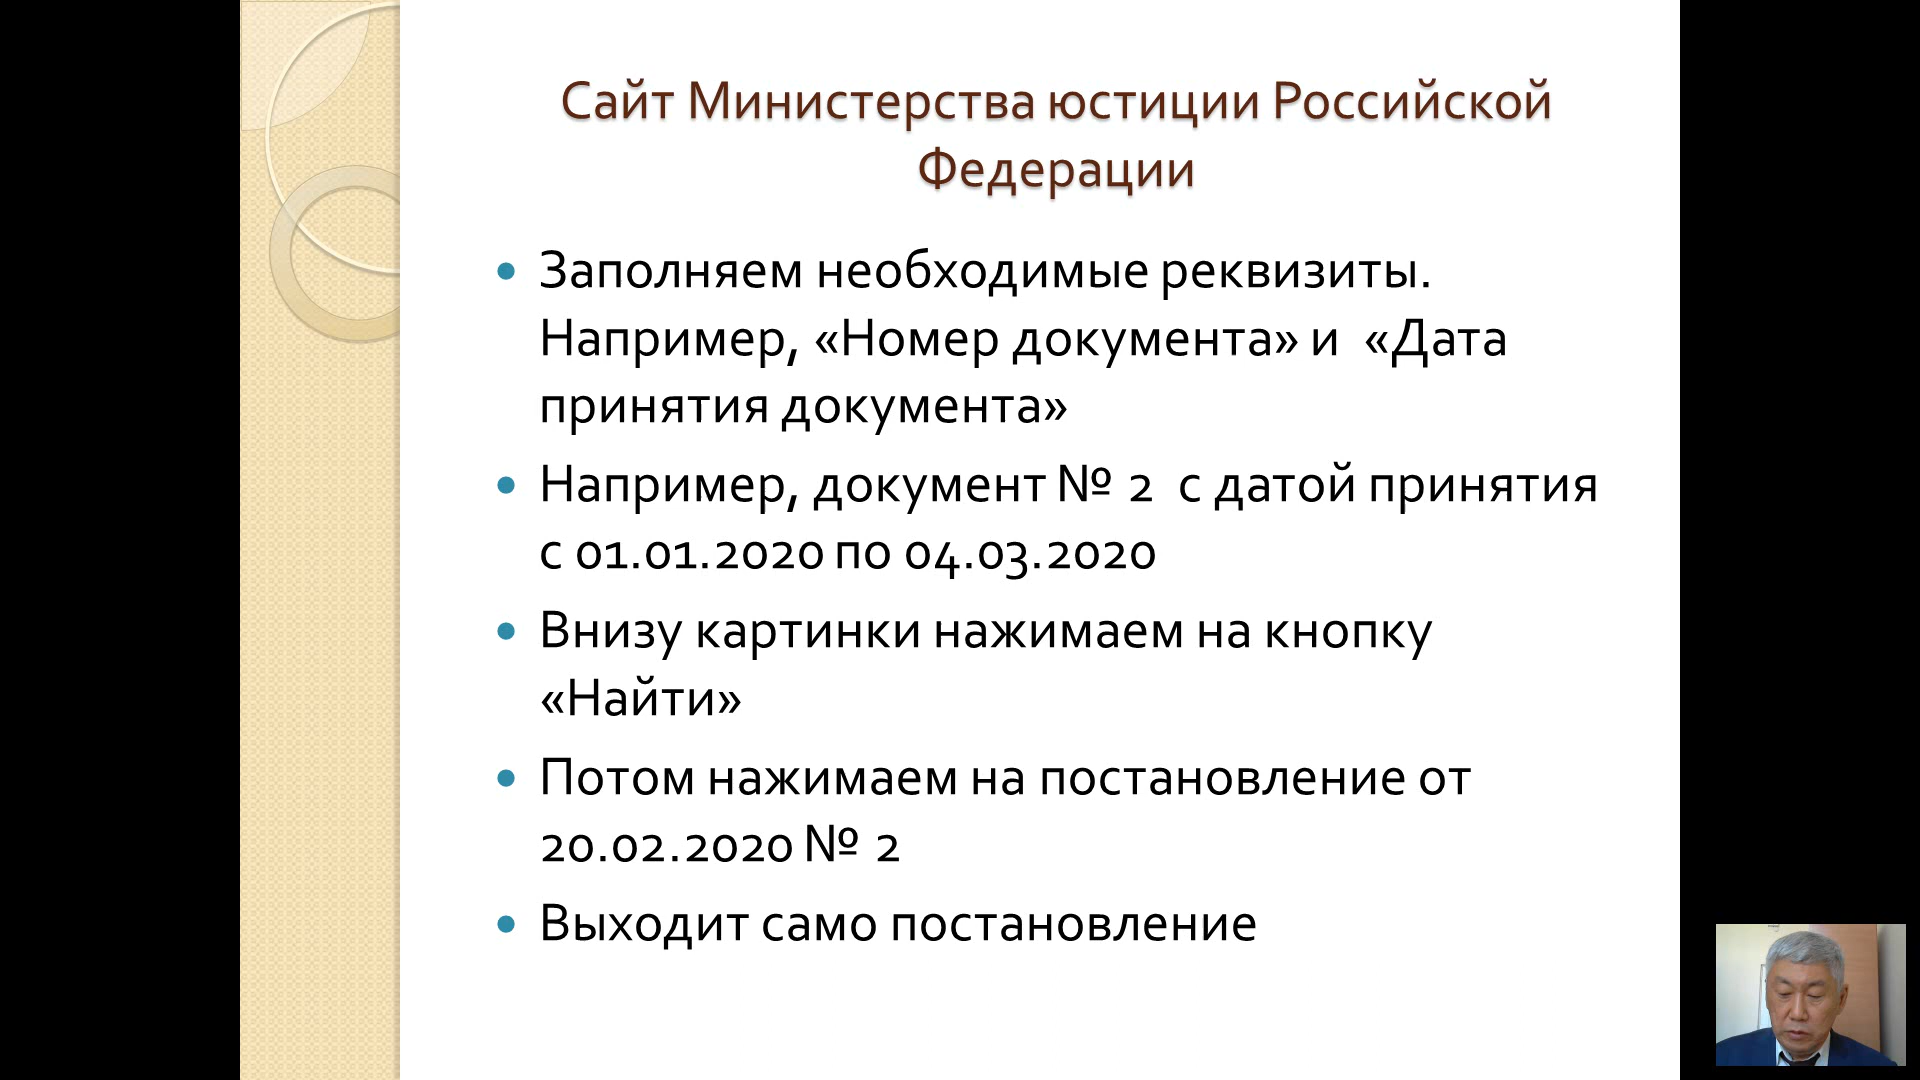 Сайт Министерства юстиции Российской
Федерации
• Заполняем необходимые реквизиты.
Например, «Номер документа» и «Дата
принятия документа»
• Например, документ № 2 с датой принятия
с 01.01.2020 по 04.03.2020
• Внизу картинки нажимаем на кнопку
«Найти»
• Потом нажимаем на постановление от
20.02.2020 № 2
• Выходит само постановление